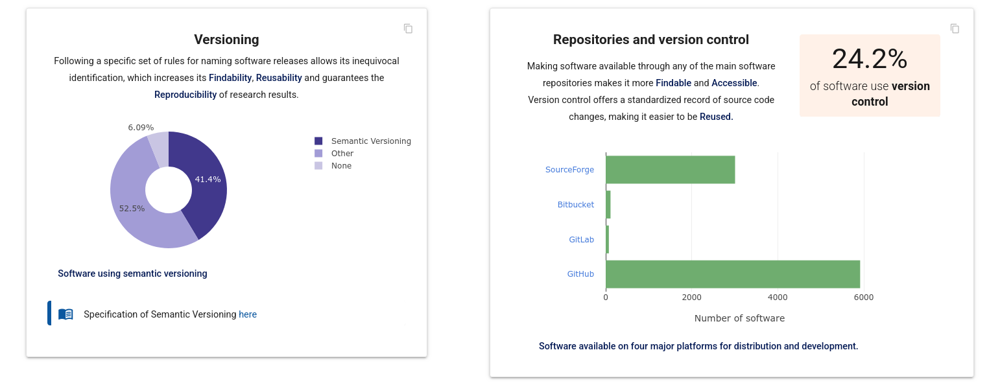 Versioning
Following a specific set of rules for naming software releases allows its inequivocal
identification, which increases its Findability, Reusability and guarantees the
Reproducibility of research results.
6.09%
41.4%
52.5%
Semantic Versioning
Other
None
Software using semantic versioning
Specification of Semantic Versioning here
Repositories and version control
Making software available through any of the main software
repositories makes it more Findable and Accessible.
Version control offers a standardized record of source code
changes, making it easier to be Reused.
24.2%
of software use version
control
SourceForge
Bitbucket
GitLab
GitHub
0 2000 4000 6000
Number of software
Software available on four major platforms for distribution and development.